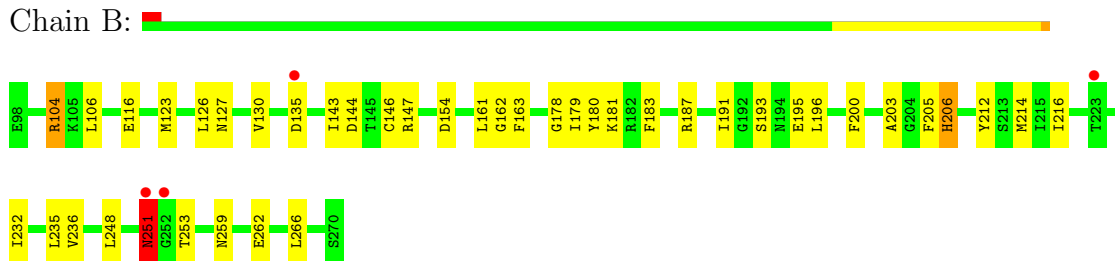 Chain B:
E98 R104 K105 L106 E116 M123 L126 N127 V130 D135 I143 D144 T145 C146 R147 D154 L161 G162 F163 G178 I179 Y180 K181 R182 F183 R187 I191 G192 S193 N194 E195 L196 F200 A203 G204 F205 H206 Y212 S213 M214 I215 I216 T223
I232 L235 V236 L248 N251 G252 T253 N259 E262 L266 S270